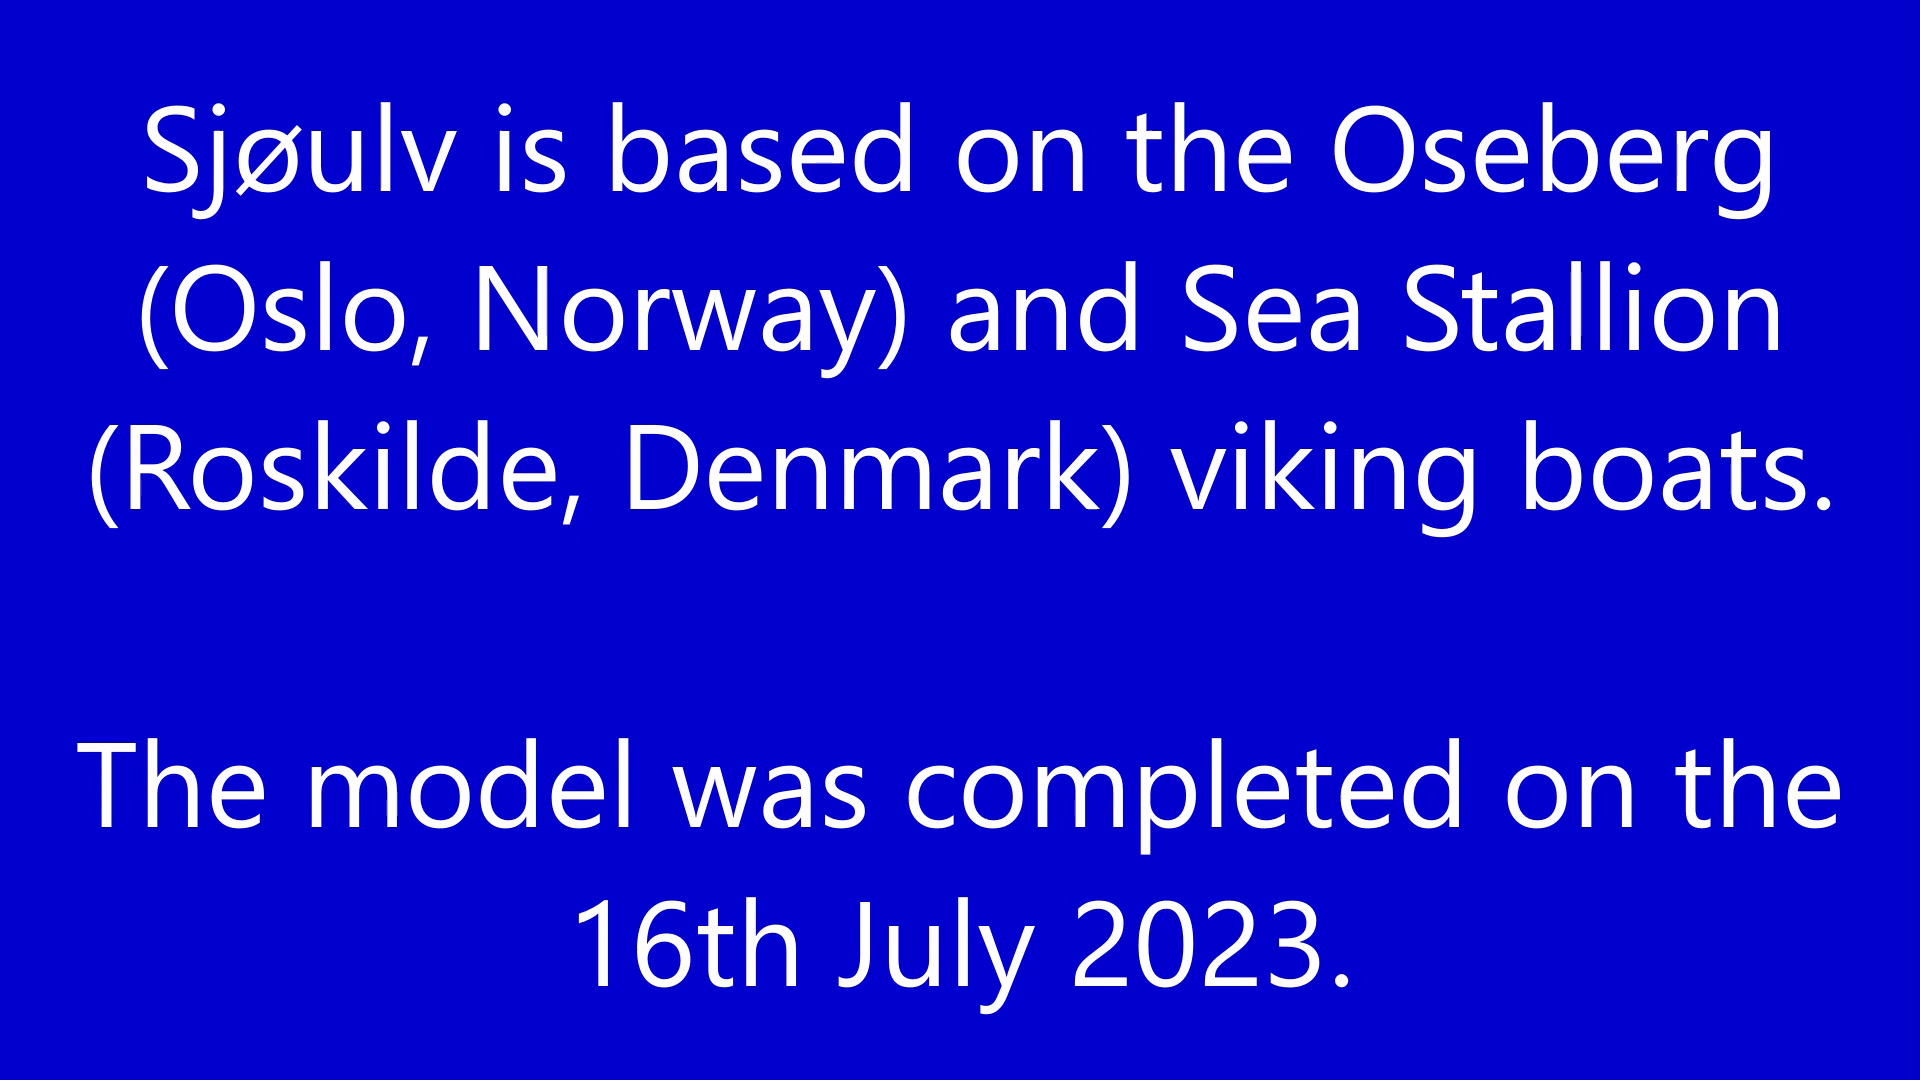 Sjøulv is based on the Oseberg
(Oslo, Norway) and Sea Stallion
(Roskilde, Denmark) viking boats.
The model was completed on the
16th July 2023.